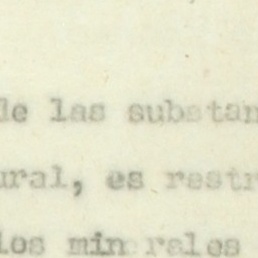 de las substan
ural, es restr
los minerales